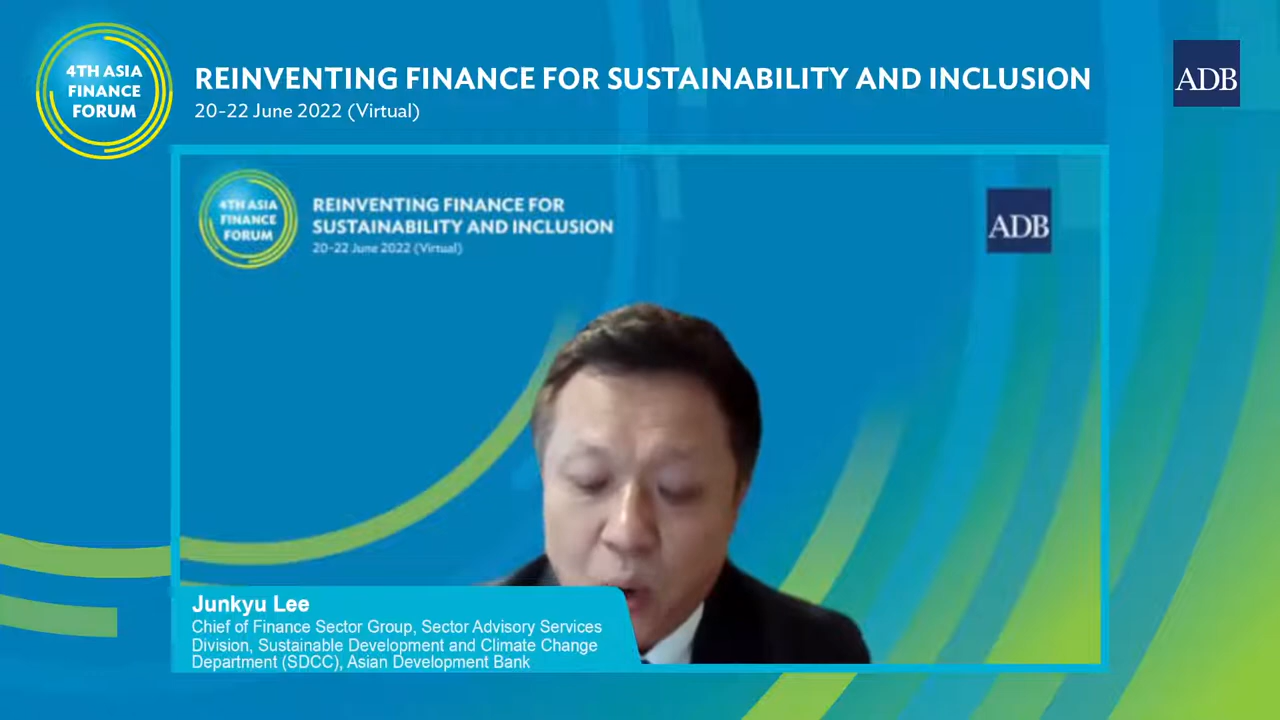 4TH ASIA
FINANCE
FORUM
REINVENTING FINANCE FOR SUSTAINABILITY AND INCLUSION
20-22 June 2022 (Virtual)
ADB
4TH ASIA
FINANCE
FORUM
REINVENTING FINANCE FOR
SUSTAINABILITY AND INCLUSION
20-22 June 2022 (Virtual)
ADB
Junkyu Lee
Chief of Finance Sector Group, Sector Advisory Services
Division, Sustainable Development and Climate Change
Department (SDCC), Asian Development Bank